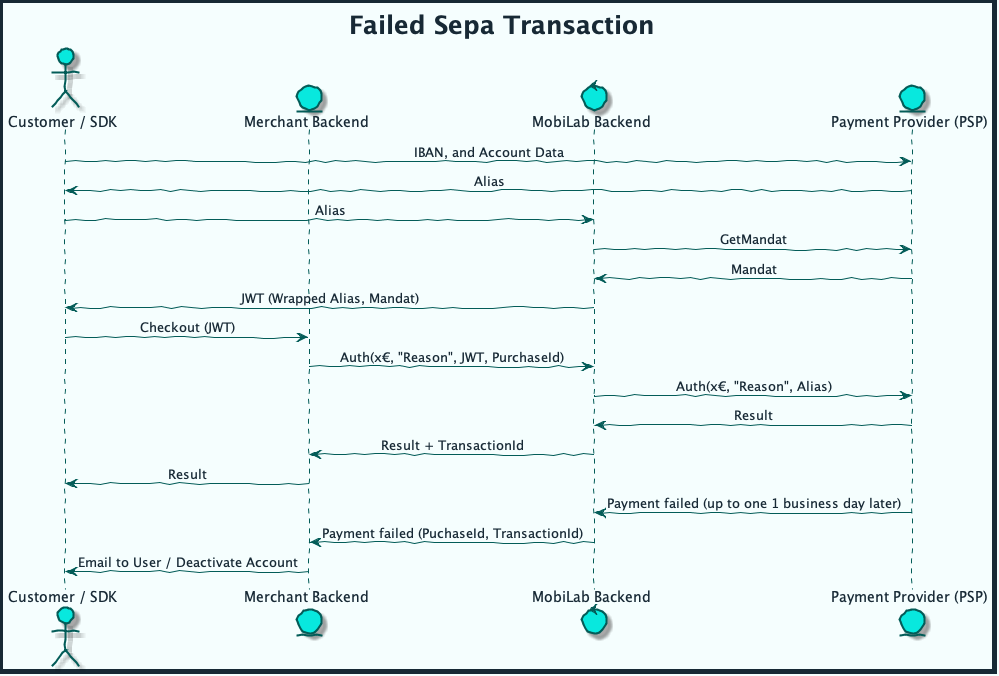 Failed Sepa Transaction
Customer / SDK
Merchant Backend
MobiLab Backend
Payment Provider (PSP)
IBAN, and Account Data
Alias
Alias
GetMandat
Mandat
JWT (Wrapped Alias, Mandat)
Checkout (JWT)
Auth(x€, "Reason", JWT, PurchaseId)
Auth(x€, "Reason", Alias)
Result
Result + TransactionId
Result
Payment failed (up to one 1 business day later)
Payment failed (PuchaseId, TransactionId)
Email to User / Deactivate Account
Customer / SDK
Merchant Backend
MobiLab Backend
Payment Provider (PSP)